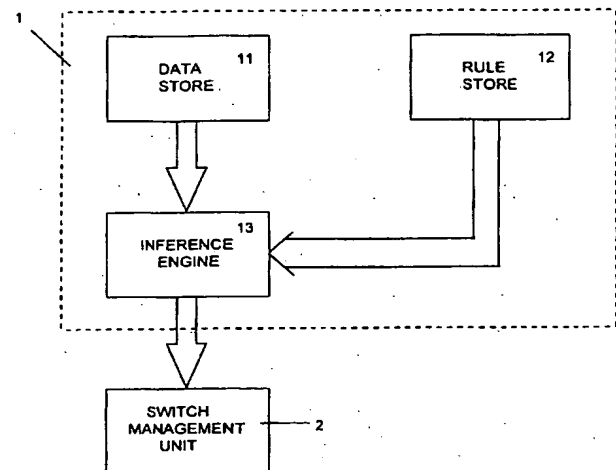 1
11
DATA
STORE
12
RULE
STORE
13
INFERENCE
ENGINE
SWITCH
MANAGEMENT
UNIT
2